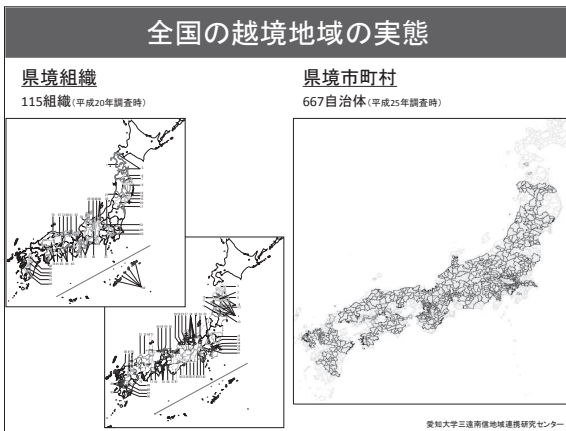 全国の越境地域の実態
県境組織
115組織(平成20年調査時)
県境市町村
667自治体(平成25年調査時)
愛知大学三遠南信地域連携研究センター